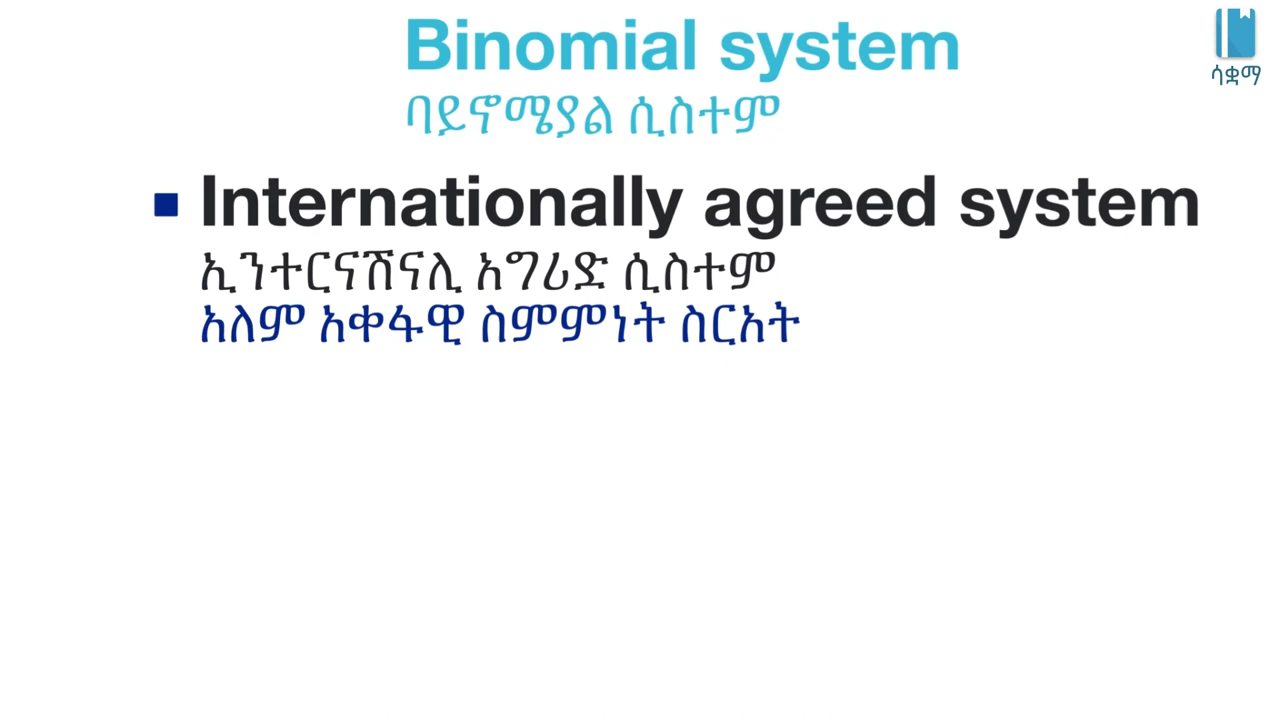 Binomial system
ባይኖሚያል ሲስተም
ሳቋማ
Internationally agreed system
ኢንተርናሽናሊ አግሪድ ሲስተም
አለም አቀፋዊ ስምምነት ስርአት